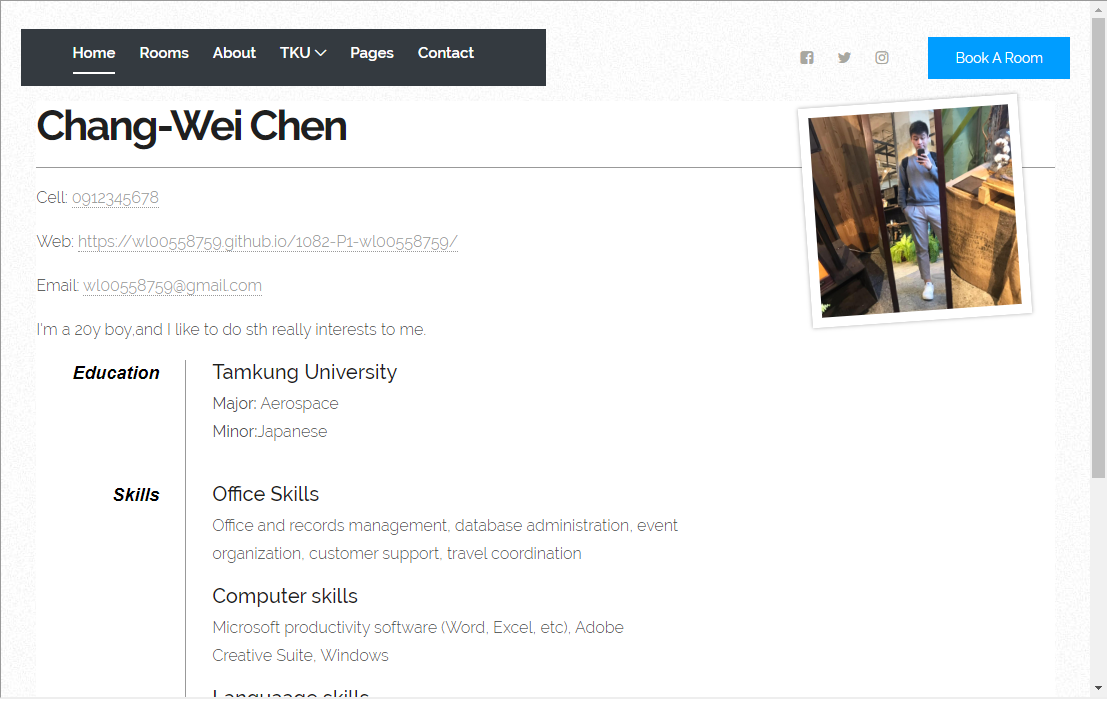 Home Rooms About TKU Pages Contact
Book A Room
Chang-Wei Chen
Cell: 0912345678
Web: https://wl00558759.github.io/1082-P1-wl00558759/
Email: wl00558759@gmail.com
I'm a 20y boy,and I like to do sth really interests to me.
Education
Tamkung University
Major: Aerospace
Minor:Japanese
Skills
Office Skills
Office and records management, database administration, event
organization, customer support, travel coordination
Computer skills
Microsoft productivity software (Word, Excel, etc), Adobe
Creative Suite, Windows
Languaage skills